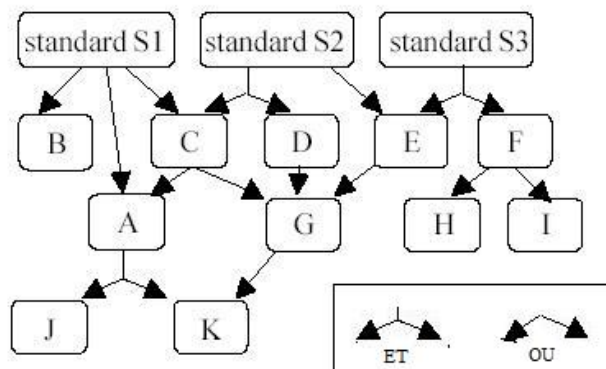 standard S1 standard S2 standard S3
B C D E F
A G H I
J K
ET OU